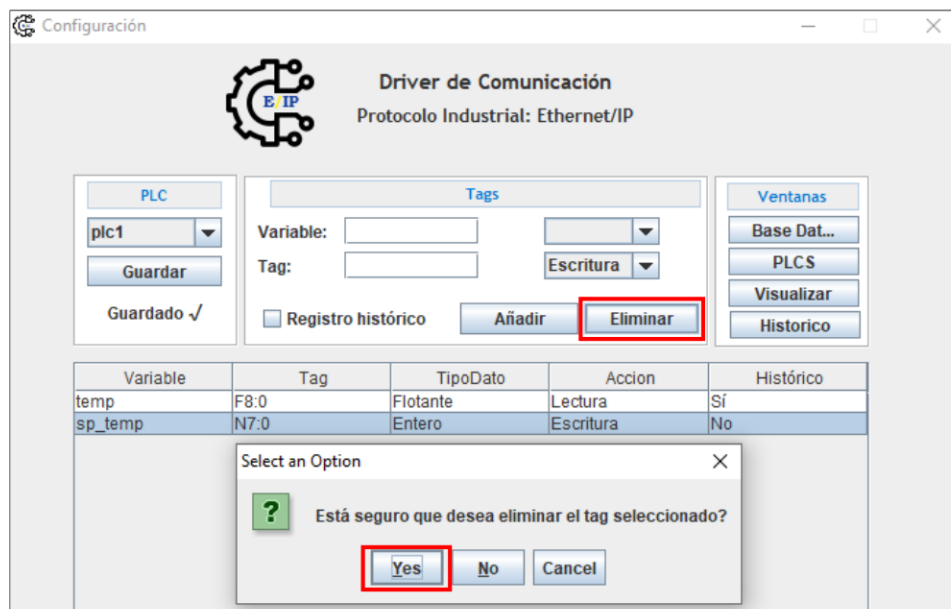 Configuración
E/IP
Driver de Comunicación
Protocolo Industrial: Ethernet/IP
PLC
plc1
Guardar
Guardado √
Tags
Variable:
Tag:
Escritura
Registro histórico
Añadir
Eliminar
Ventanas
Base Dat...
PLCS
Visualizar
Historico
Variable Tag TipoDato Accion Histórico
temp F8:0 Flotante Lectura Sí
sp_temp N7:0 Entero Escritura No
Select an Option
?
Está seguro que desea eliminar el tag seleccionado?
Yes No Cancel